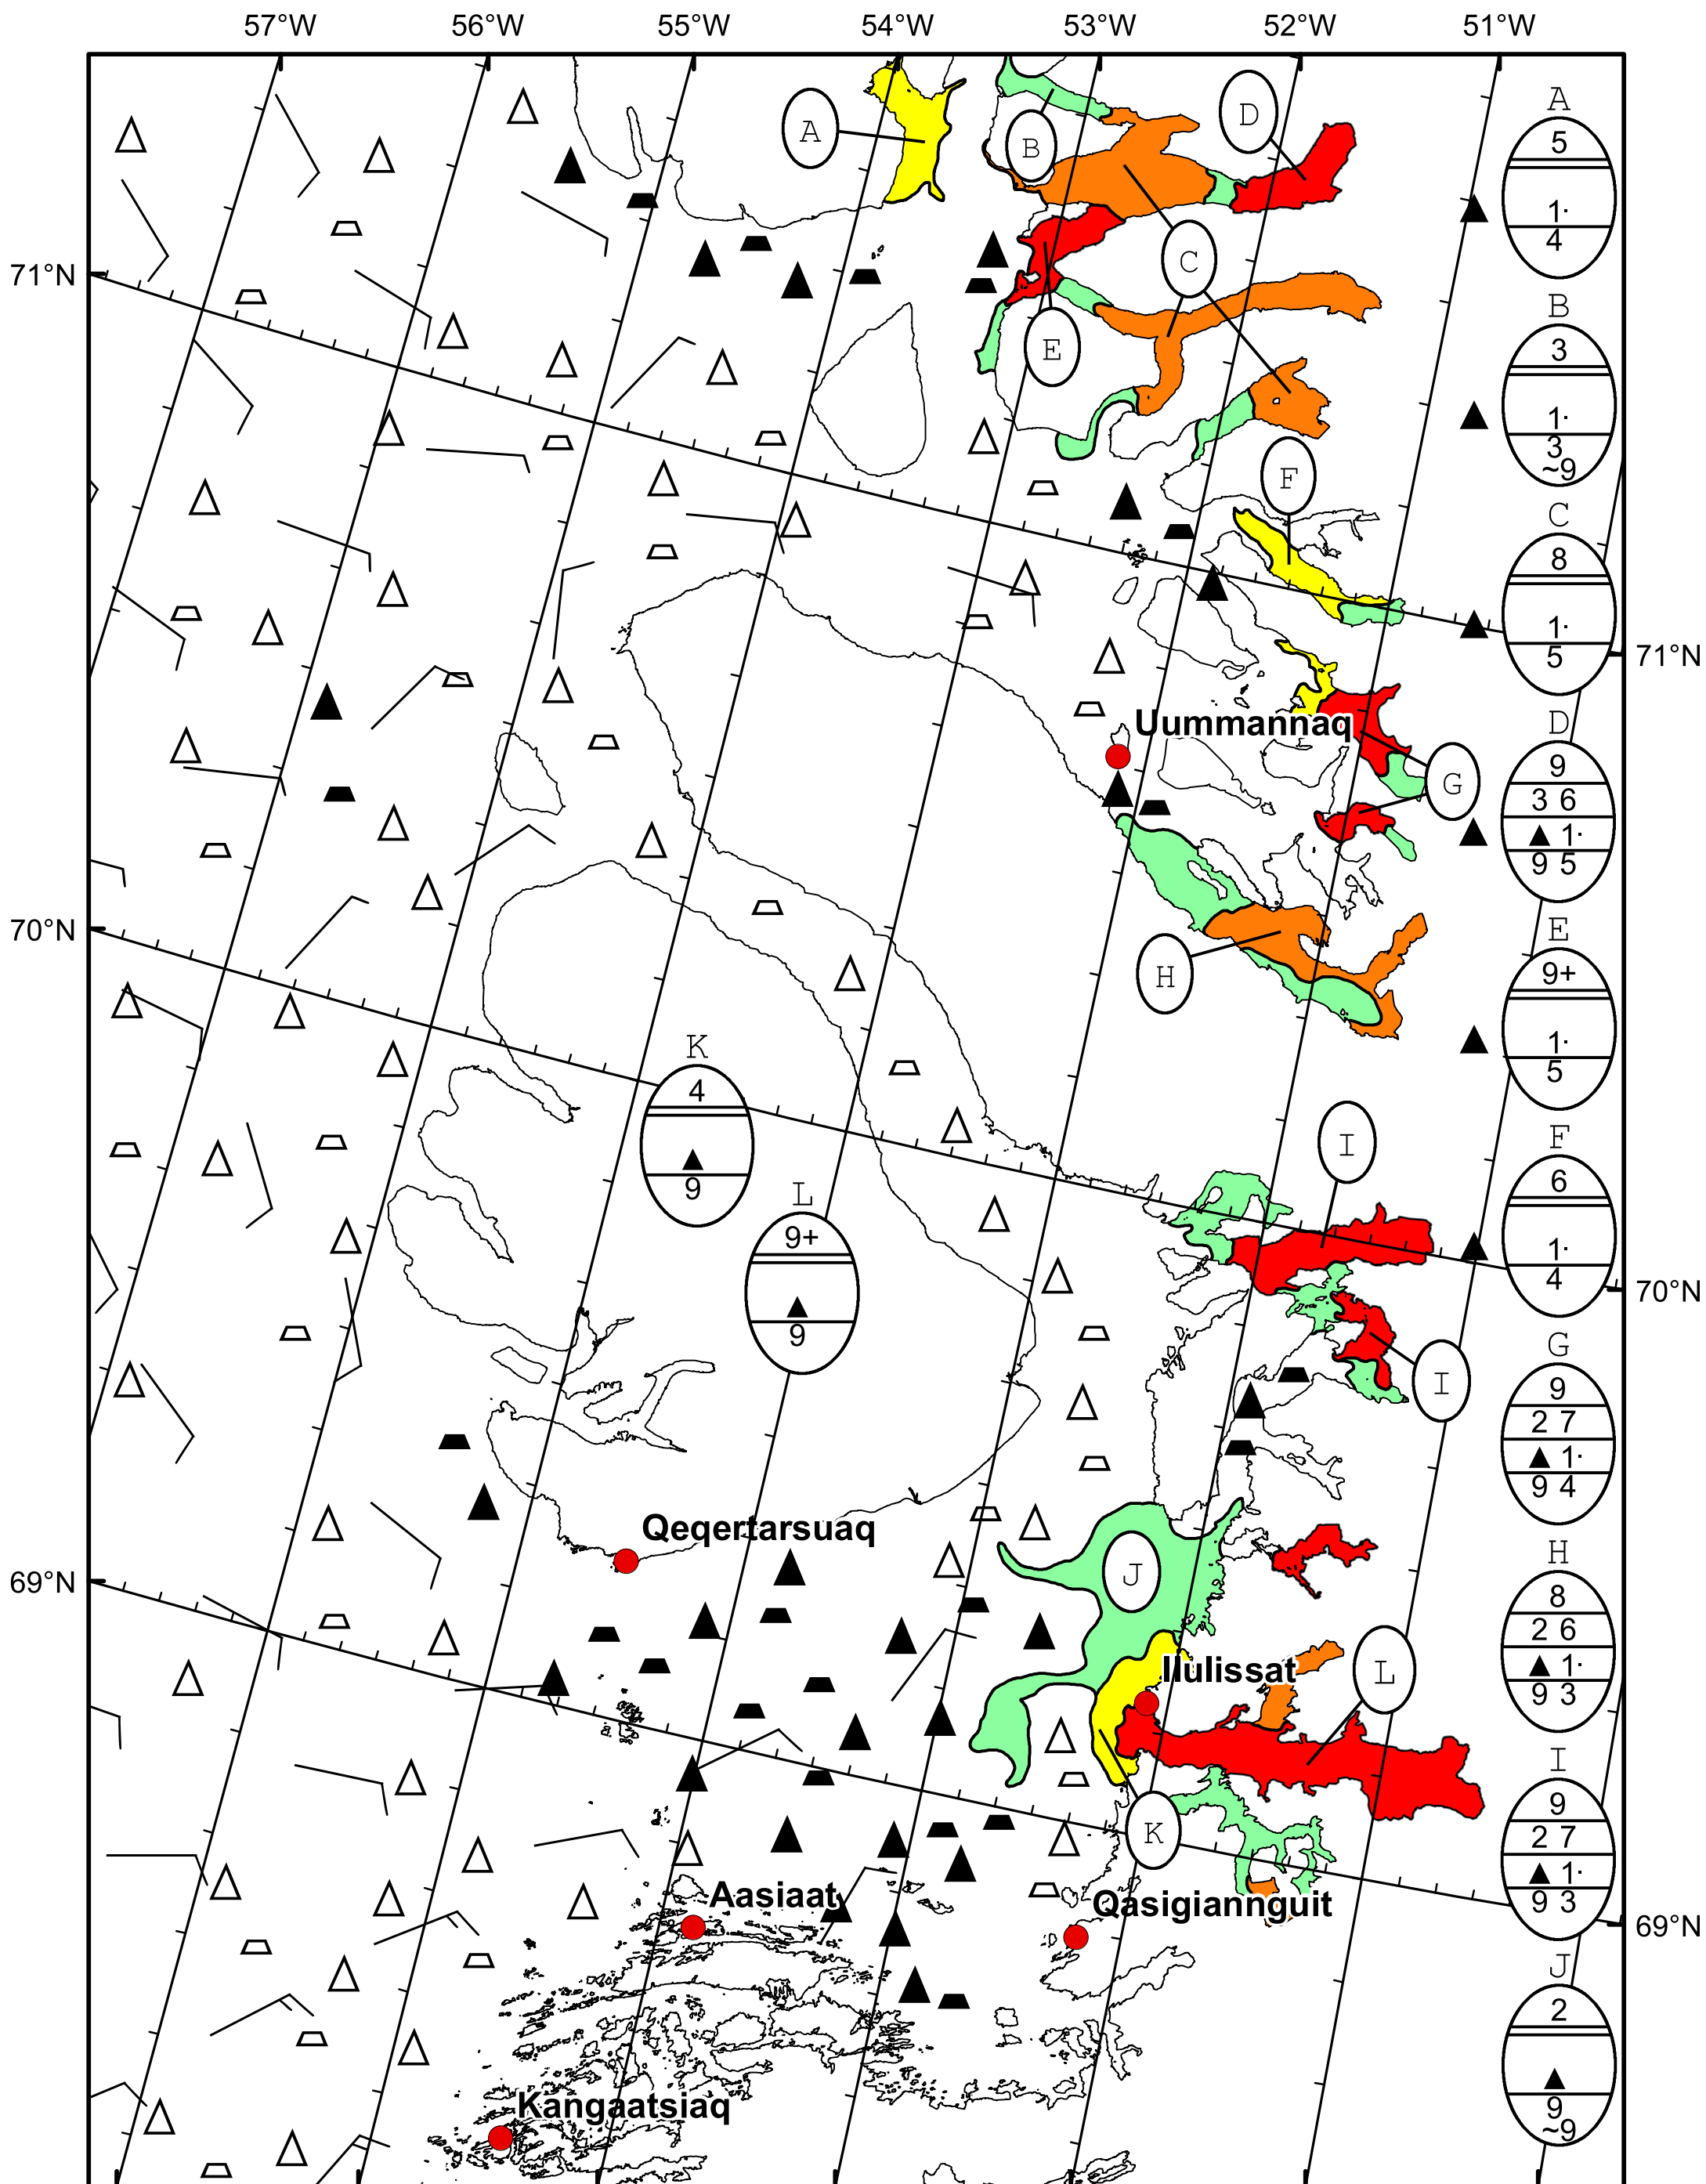 57°W 56°W 55°W 54°W 53°W 52°W 51°W
A
5
1·
4
A
B
D
C
71°N
B
3
1·
3
~9
E
F
C
8
1·
5
71°N
Uummannaq
G
D
9
3 6
1·
9 5
70°N
H
E
9+
1·
5
K
4
9
I
F
6
1·
4
L
9+
9
70°N
I
G
9
2 7
1·
9 4
Qeqertarsuaq
J
69°N
H
8
2 6
1·
9 3
Ilulissat
L
K
I
9
2 7
1·
9 3
Aasiaat
Qasigiannguit
69°N
J
2
9
~9
Kangaatsiaq